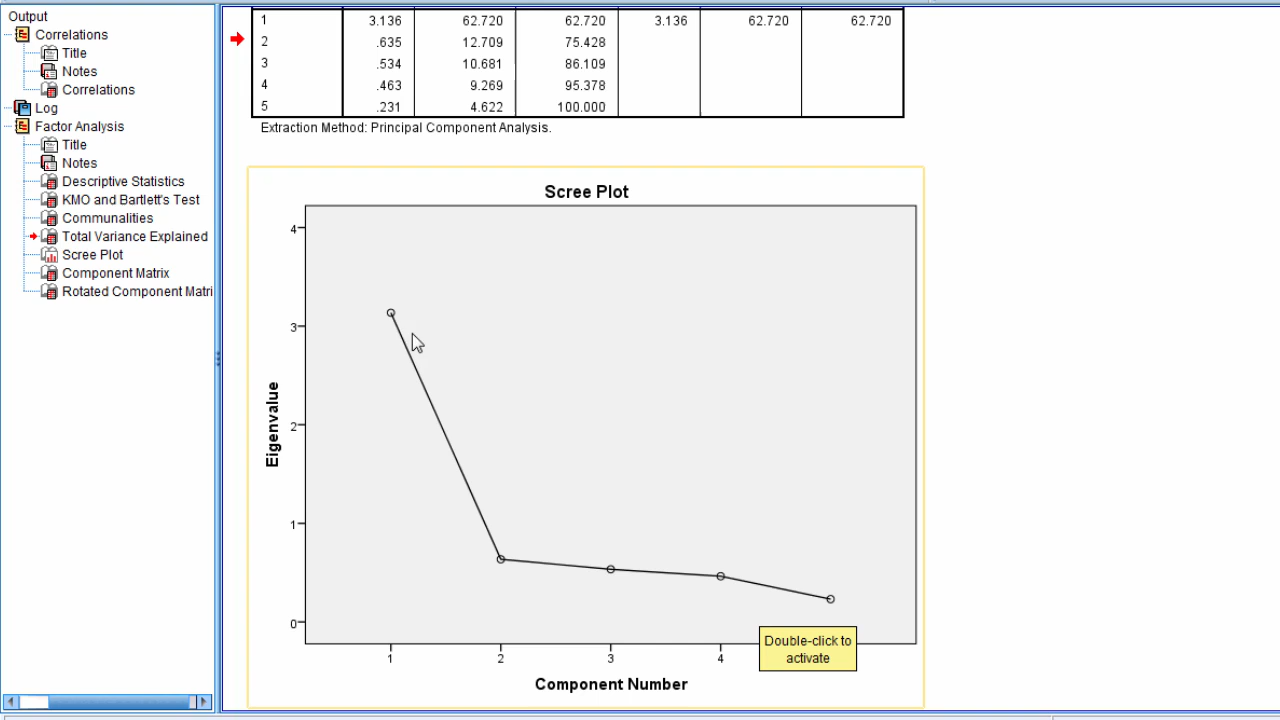 Output
Correlations
Title
Notes
Correlations
Log
Factor Analysis
Title
Notes
Descriptive Statistics
KMO and Bartlett's Test
Communalities
Total Variance Explained
Scree Plot
Component Matrix
Rotated Component Matri
1 3.136 62.720 62.720 3.136 62.720 62.720
2 .635 12.709 75.428
3 .534 10.681 86.109
4 .463 9.269 95.378
5 .231 4.622 100.000
Extraction Method: Principal Component Analysis.
Scree Plot
4
3
2
1
0
Eigenvalue
1 2 3 4
Double-click to
activate
Component Number